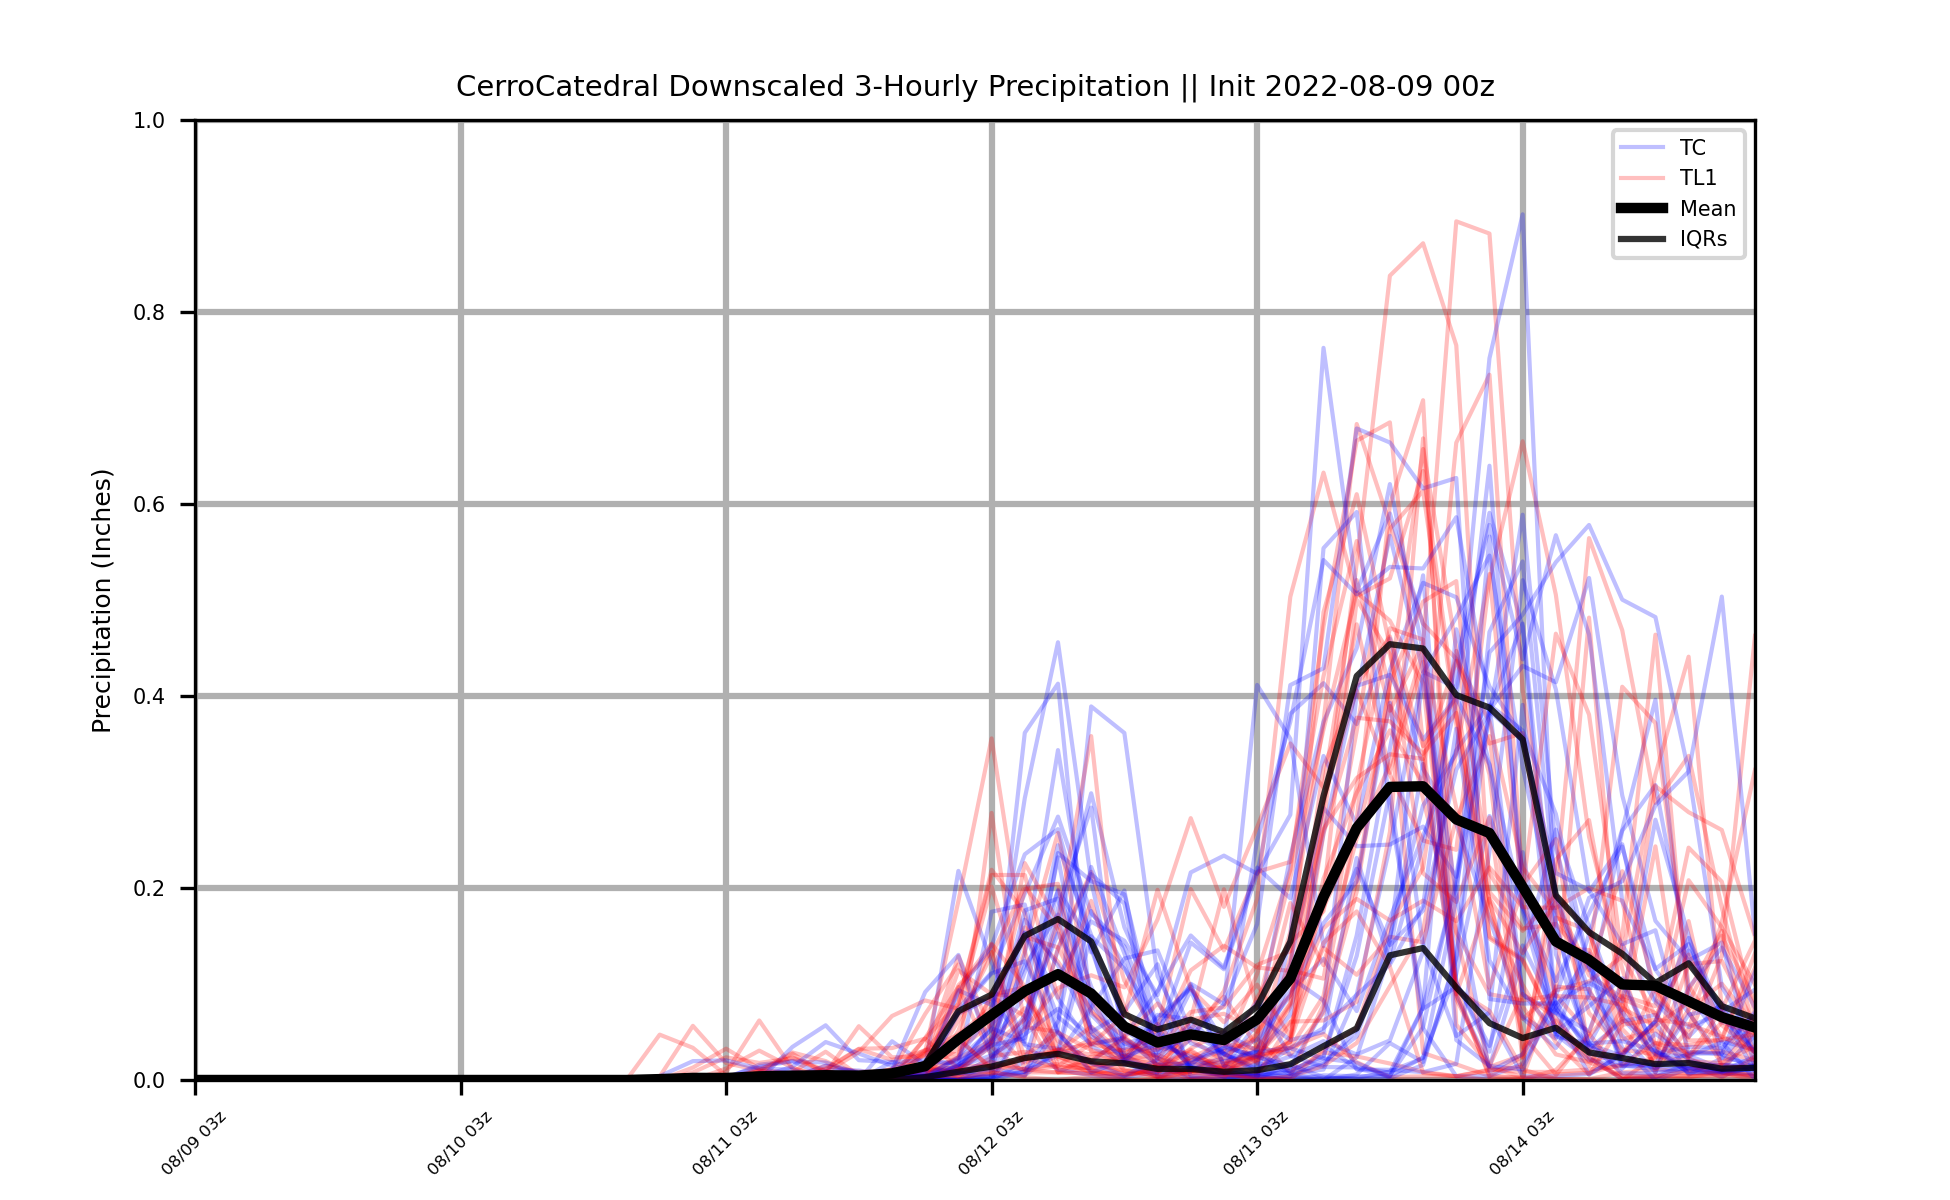 CerroCatedral Downscaled 3-Hourly Precipitation || Init 2022-08-09 00z
1.0
0.8
0.6
0.4
0.2
0.0
Precipitation (Inches)
TC
TL1
Mean
IQRs
08/09 03z
08/10 03z
08/11 03z
08/12 03z
08/13 03z
08/14 03z